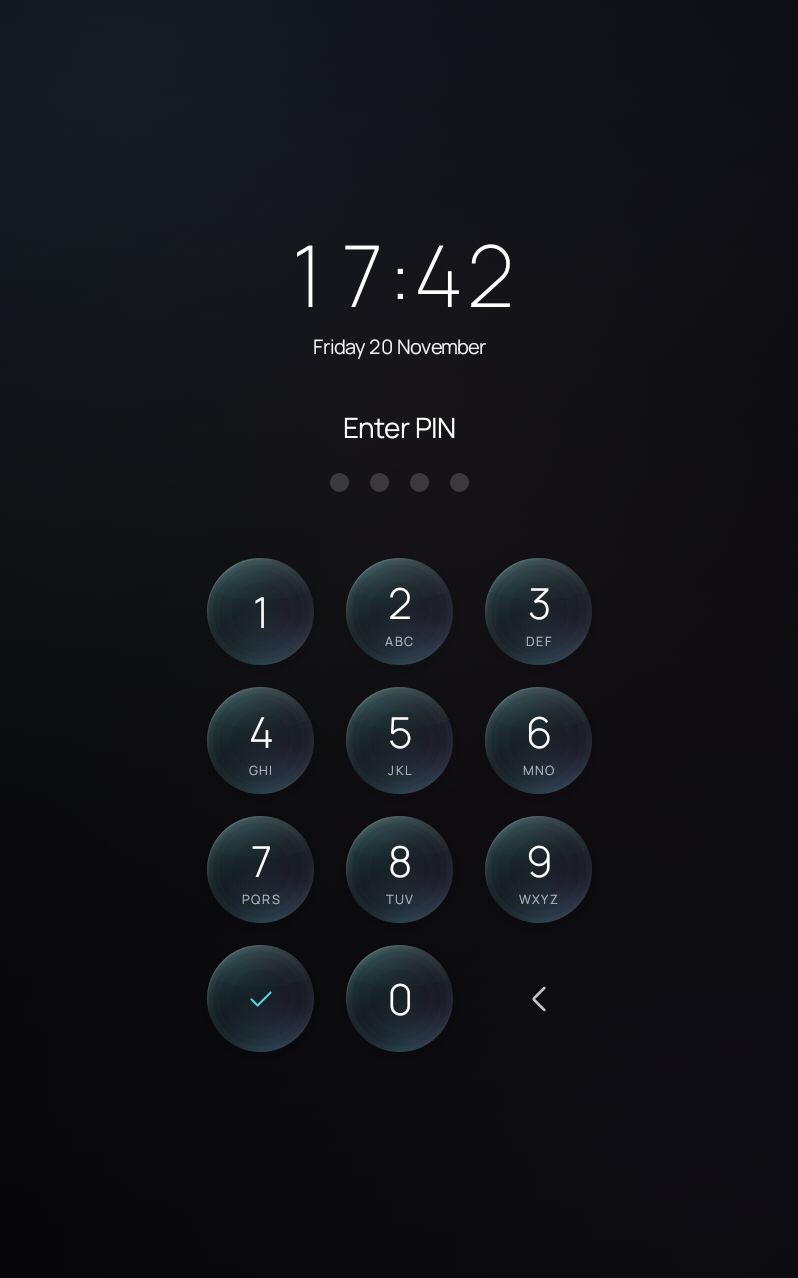 17:42
Friday 20 November
Enter PIN
1 2 3
ABC DEF
4 5 6
GHI JKL MNO
7 8 9
PQRS TUV WXYZ
0